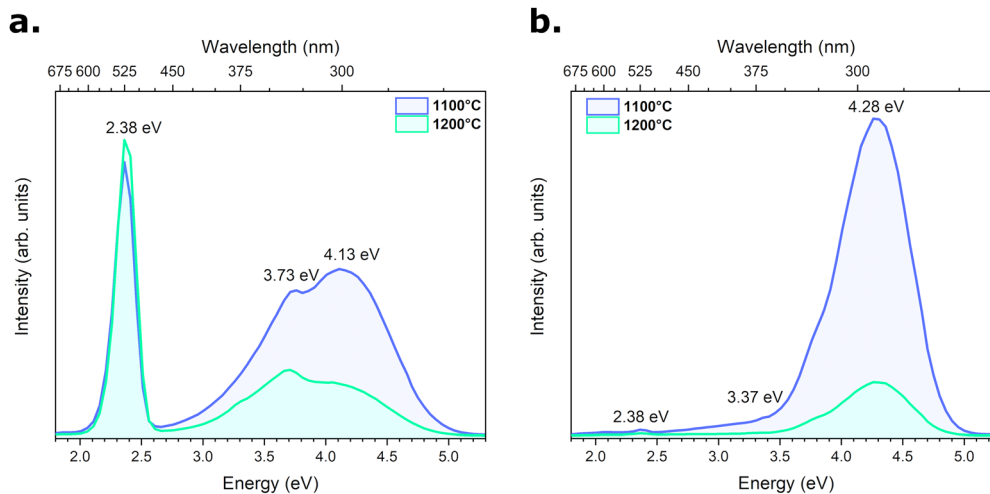 a.
Wavelength (nm)
675 600 525 450 375 300
2.38 eV
1100°C
1200°C
4.13 eV
3.73 eV
Intensity (arb. units)
2.0 2.5 3.0 3.5 4.0 4.5 5.0
Energy (eV)
b.
Wavelength (nm)
675 600 525 450 375 300
1100°C
1200°C
4.28 eV
3.37 eV
2.38 eV
Intensity (arb. units)
2.0 2.5 3.0 3.5 4.0 4.5 5.0
Energy (eV)